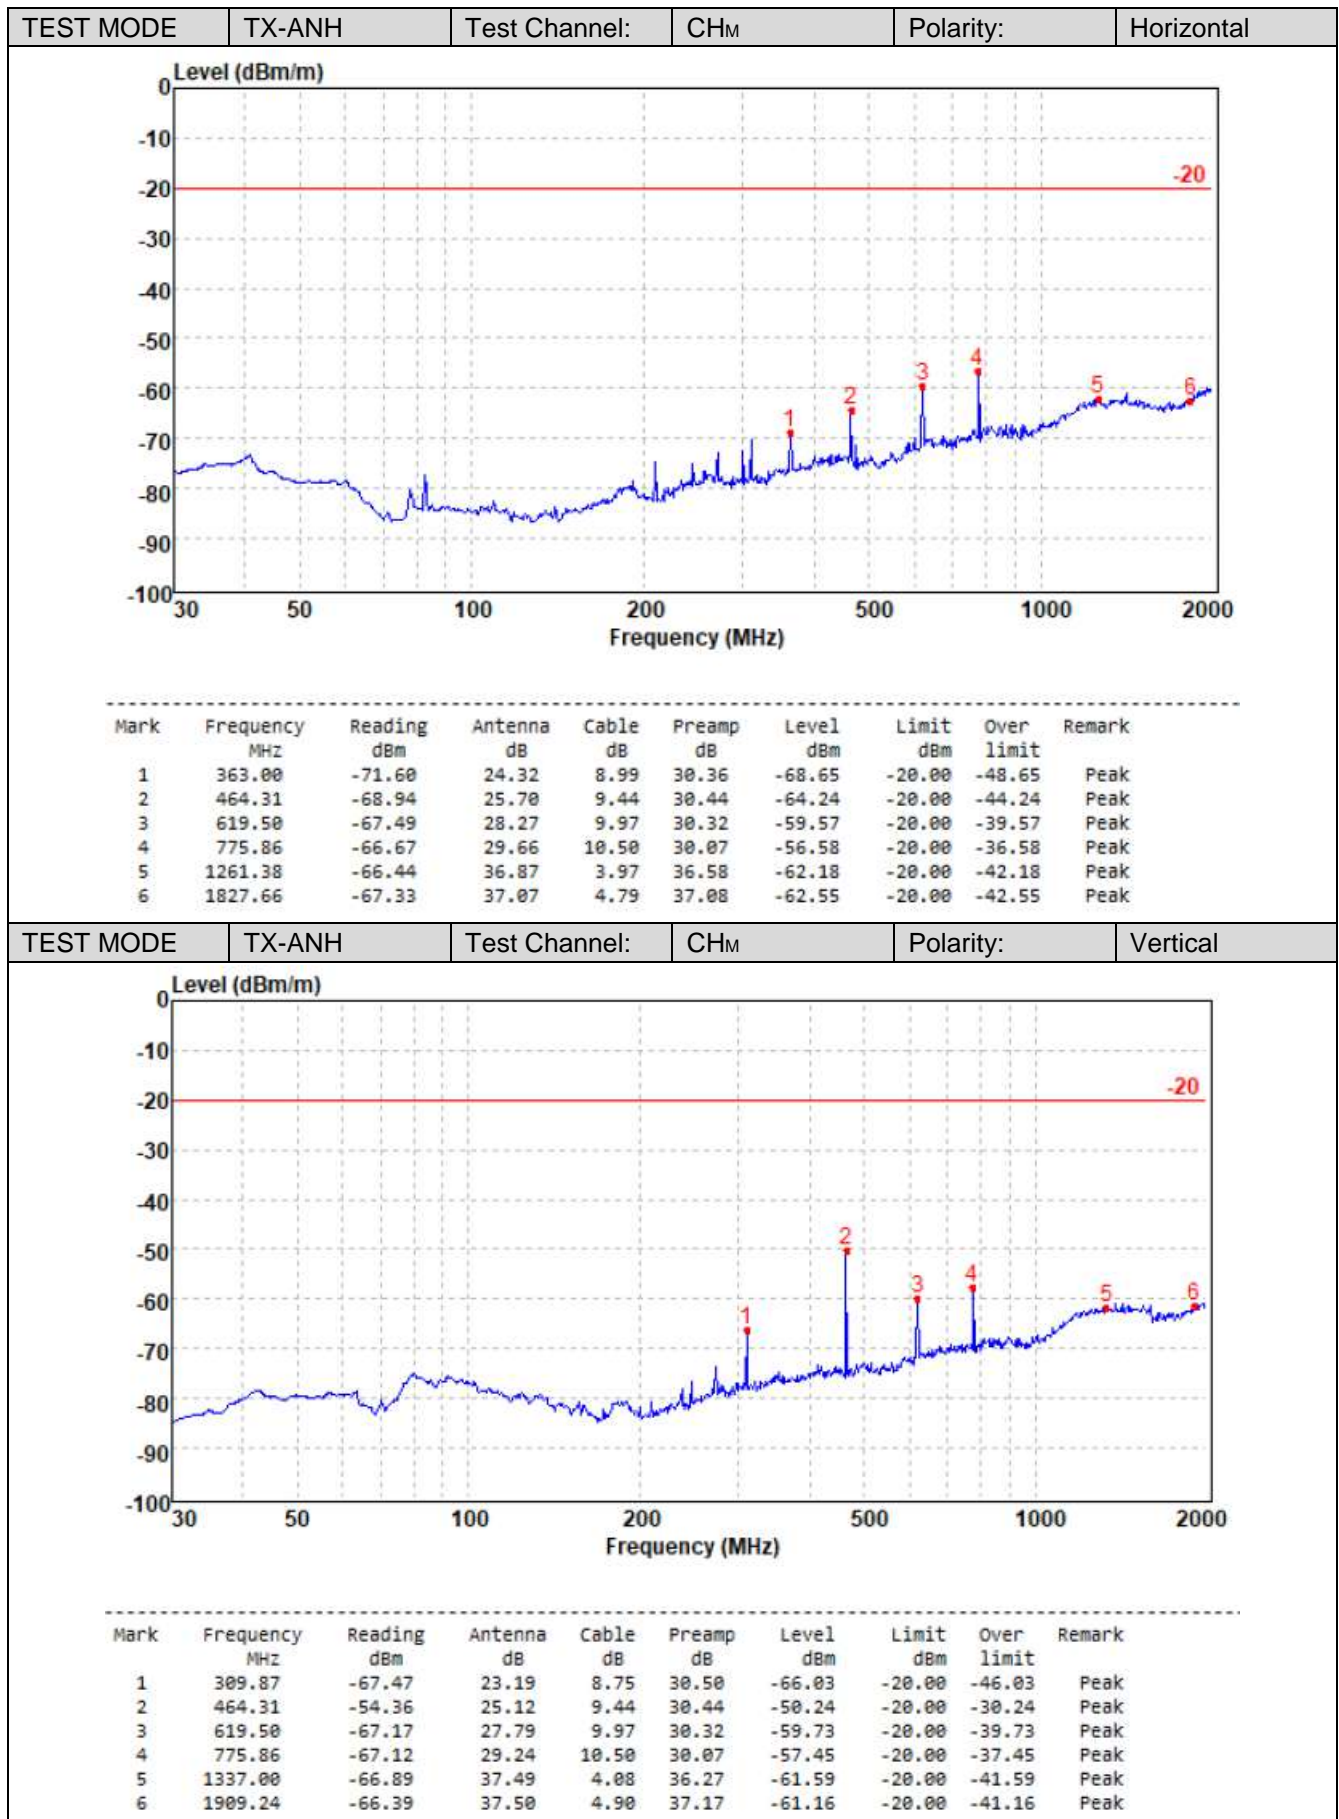 TEST MODE TX-ANH Test Channel: CHM Polarity: Horizontal
Level (dBm/m)
0
-10
-20
-20
-30
-40
-50
-60
-70
-80
-90
-100
1 2 3 4 5 6
30 50 100 200 500 1000 2000
Frequency (MHz)
Mark Frequency Reading Antenna Cable Preamp Level Limit Over Remark
MHz dBm dB dB dB dBm dBm limit
1 363.00 -71.60 24.32 8.99 30.36 -68.65 -20.00 -48.65 Peak
2 464.31 -68.94 25.70 9.44 30.44 -64.24 -20.00 -44.24 Peak
3 619.50 -67.49 28.27 9.97 30.32 -59.57 -20.00 -39.57 Peak
4 775.86 -66.67 29.66 10.50 30.07 -56.58 -20.00 -36.58 Peak
5 1261.38 -66.44 36.87 3.97 36.58 -62.18 -20.00 -42.18 Peak
6 1827.66 -67.33 37.07 4.79 37.08 -62.55 -20.00 -42.55 Peak
TEST MODE TX-ANH Test Channel: CHM Polarity: Vertical
Level (dBm/m)
0
-10
-20
-20
-30
-40
-50
-60
-70
-80
-90
-100
1 2 3 4 5 6
30 50 100 200 500 1000 2000
Frequency (MHz)
Mark Frequency Reading Antenna Cable Preamp Level Limit Over Remark
MHz dBm dB dB dB dBm dBm limit
1 309.87 -67.47 23.19 8.75 30.50 -66.03 -20.00 -46.03 Peak
2 464.31 -54.36 25.12 9.44 30.44 -50.24 -20.00 -30.24 Peak
3 619.50 -67.17 27.79 9.97 30.32 -59.73 -20.00 -39.73 Peak
4 775.86 -67.12 29.24 10.50 30.07 -57.45 -20.00 -37.45 Peak
5 1337.00 -66.89 37.49 4.08 36.27 -61.59 -20.00 -41.59 Peak
6 1909.24 -66.39 37.50 4.90 37.17 -61.16 -20.00 -41.16 Peak